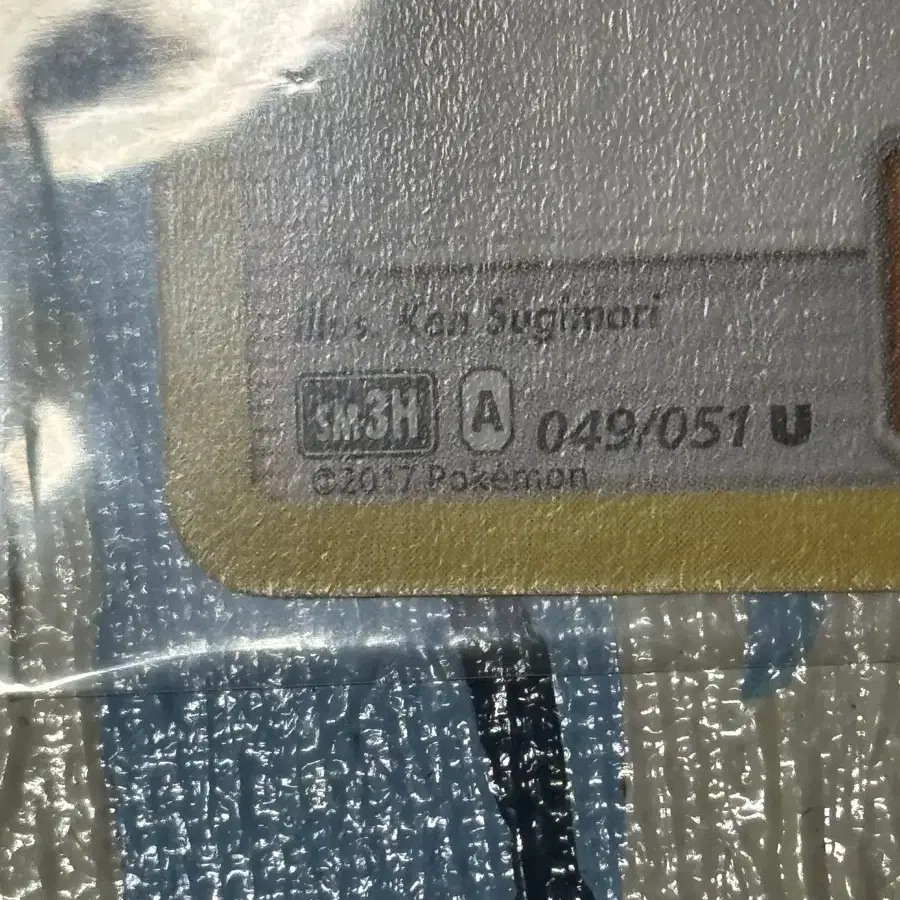 illus. Ken Sugimori
SM3H A 049/051 U
©2017 Pokémon